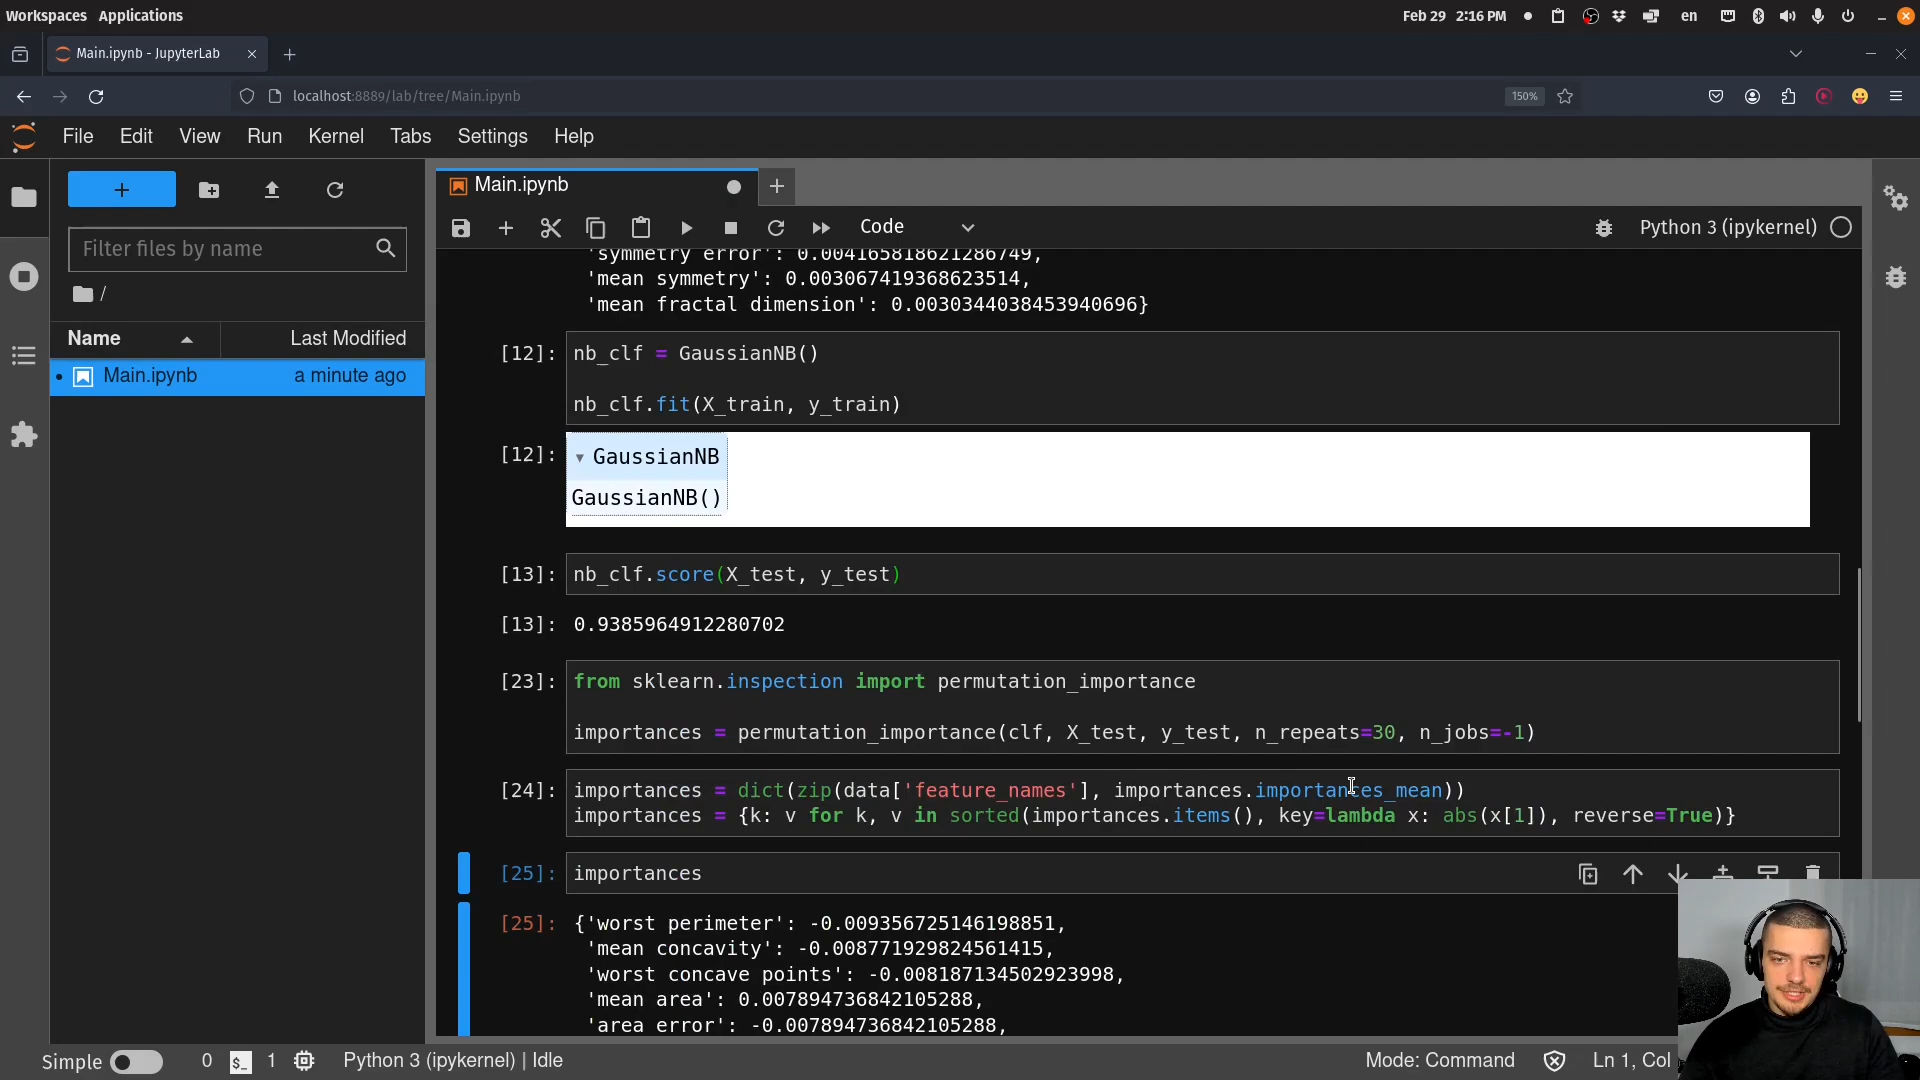 Workspaces Applications
Feb 29 2:16 PM
en
Main.ipynb - JupyterLab
localhost:8889/lab/tree/Main.ipynb
150%
File Edit View Run Kernel Tabs Settings Help
Main.ipynb
Filter files by name
/
Name Last Modified
Main.ipynb a minute ago
Code
Python 3 (ipykernel)
'symmetry error': 0.004165818621286749,
'mean symmetry': 0.003067419368623514,
'mean fractal dimension': 0.0030344038453940696}
[12]: nb_clf = GaussianNB()
nb_clf.fit(X_train, y_train)
[12]: ▾ GaussianNB
GaussianNB()
[13]: nb_clf.score(X_test, y_test)
[13]: 0.9385964912280702
[23]: from sklearn.inspection import permutation_importance
importances = permutation_importance(clf, X_test, y_test, n_repeats=30, n_jobs=-1)
[24]: importances = dict(zip(data['feature_names'], importances.importances_mean))
importances = {k: v for k, v in sorted(importances.items(), key=lambda x: abs(x[1]), reverse=True)}
[25]: importances
[25]: {'worst perimeter': -0.009356725146198851,
'mean concavity': -0.008771929824561415,
'worst concave points': -0.008187134502923998,
'mean area': 0.007894736842105288,
'area error': -0.007894736842105288,
Simple 0 $_ 1 Python 3 (ipykernel) | Idle
Mode: Command Ln 1, Col